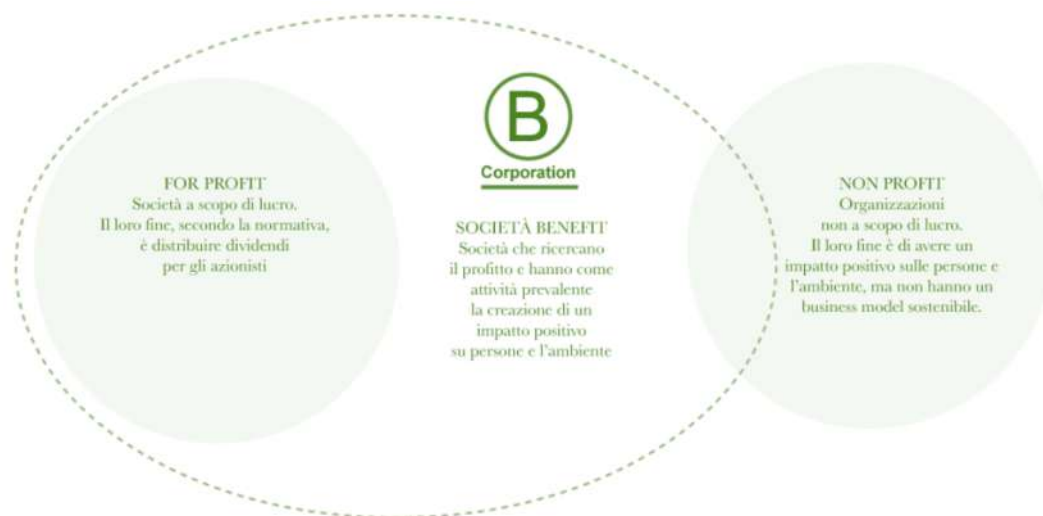 FOR PROFIT
Società a scopo di lucro.
Il loro fine, secondo la normativa,
è distribuire dividendi
per gli azionisti
B
Corporation
SOCIETÀ BENEFIT
Società che ricercano
il profitto e hanno come
attività prevalente
la creazione di un
impatto positivo
su persone e l'ambiente
NON PROFIT
Organizzazioni
non a scopo di lucro.
Il loro fine è di avere un
impatto positivo sulle persone e
l'ambiente, ma non hanno un
business model sostenibile.